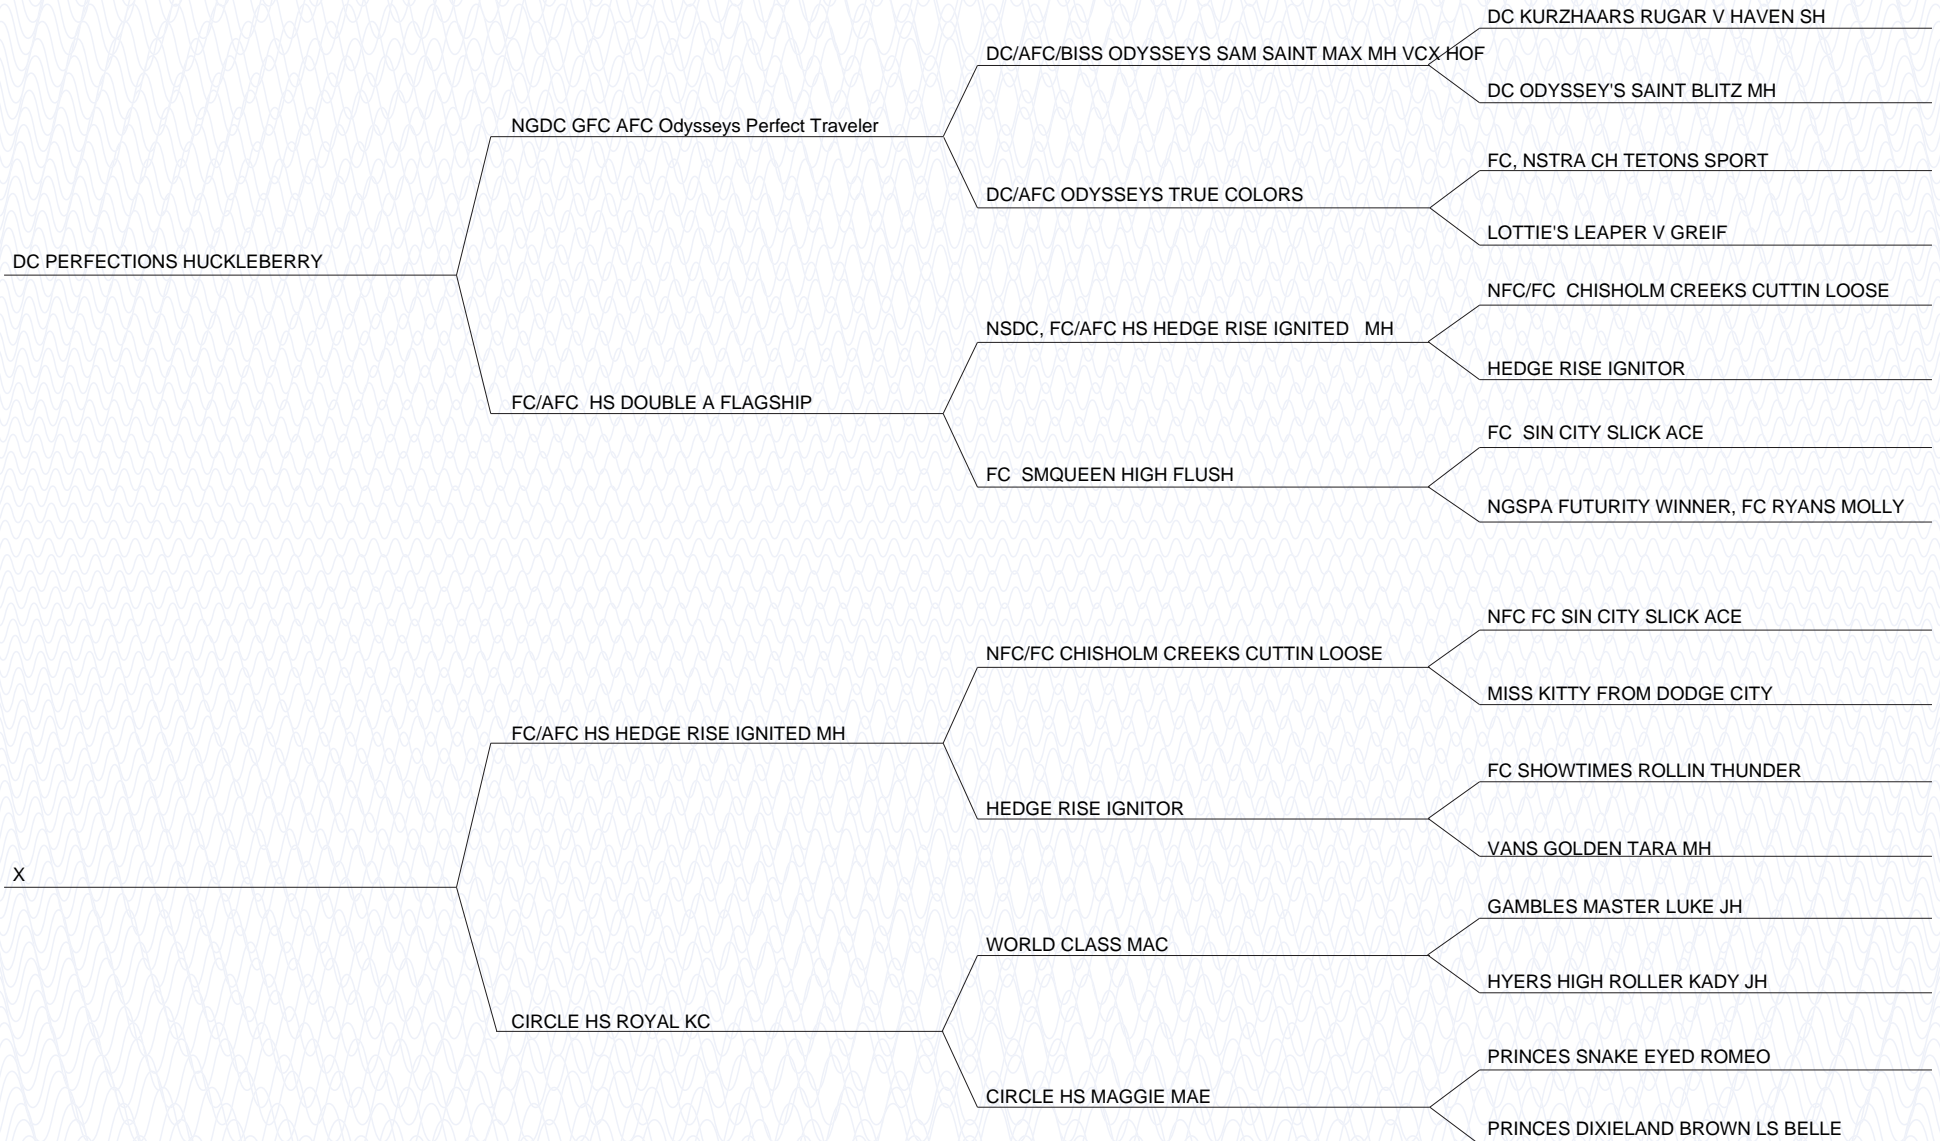 DC KURZHAARS RUGAR V HAVEN SH
DC/AFC/BISS ODYSSEYS SAM SAINT MAX MH VCX HOF
DC ODYSSEY'S SAINT BLITZ MH
NGDC GFC AFC Odysseys Perfect Traveler
FC, NSTRA CH TETONS SPORT
DC/AFC ODYSSEYS TRUE COLORS
LOTTIE'S LEAPER V GREIF
DC PERFECTIONS HUCKLEBERRY
NFC/FC  CHISHOLM CREEKS CUTTIN LOOSE
NSDC, FC/AFC HS HEDGE RISE IGNITED   MH
HEDGE RISE IGNITOR
FC/AFC  HS DOUBLE A FLAGSHIP
FC  SIN CITY SLICK ACE
FC  SMQUEEN HIGH FLUSH
NGSPA FUTURITY WINNER, FC RYANS MOLLY
NFC FC SIN CITY SLICK ACE
NFC/FC CHISHOLM CREEKS CUTTIN LOOSE
MISS KITTY FROM DODGE CITY
FC/AFC HS HEDGE RISE IGNITED MH
FC SHOWTIMES ROLLIN THUNDER
HEDGE RISE IGNITOR
VANS GOLDEN TARA MH
X
GAMBLES MASTER LUKE JH
WORLD CLASS MAC
HYERS HIGH ROLLER KADY JH
CIRCLE HS ROYAL KC
PRINCES SNAKE EYED ROMEO
CIRCLE HS MAGGIE MAE
PRINCES DIXIELAND BROWN LS BELLE